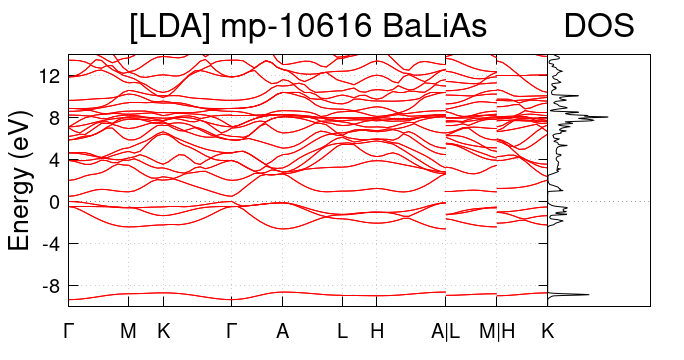 [LDA] mp-10616 BaLiAs DOS
Energy (eV)
12
8
4
0
-4
-8
Γ M K Γ A L H A|L M|H K